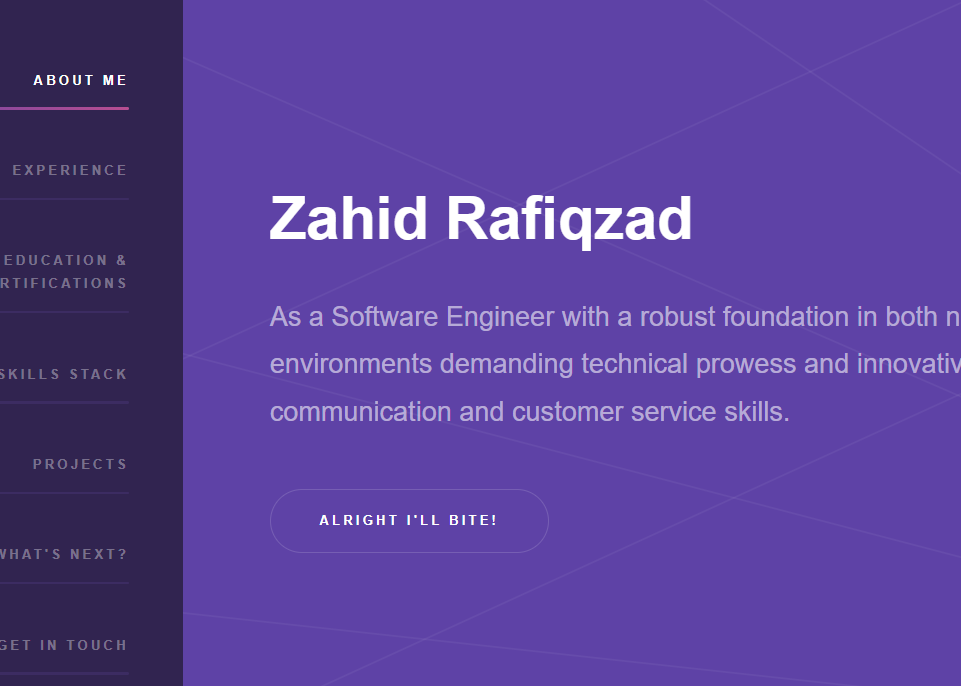 ABOUT ME
EXPERIENCE
EDUCATION &
RTIFICATIONS
SKILLS STACK
PROJECTS
WHAT'S NEXT?
GET IN TOUCH
Zahid Rafiqzad
As a Software Engineer with a robust foundation in both n
environments demanding technical prowess and innovativ
communication and customer service skills.
ALRIGHT I'LL BITE!